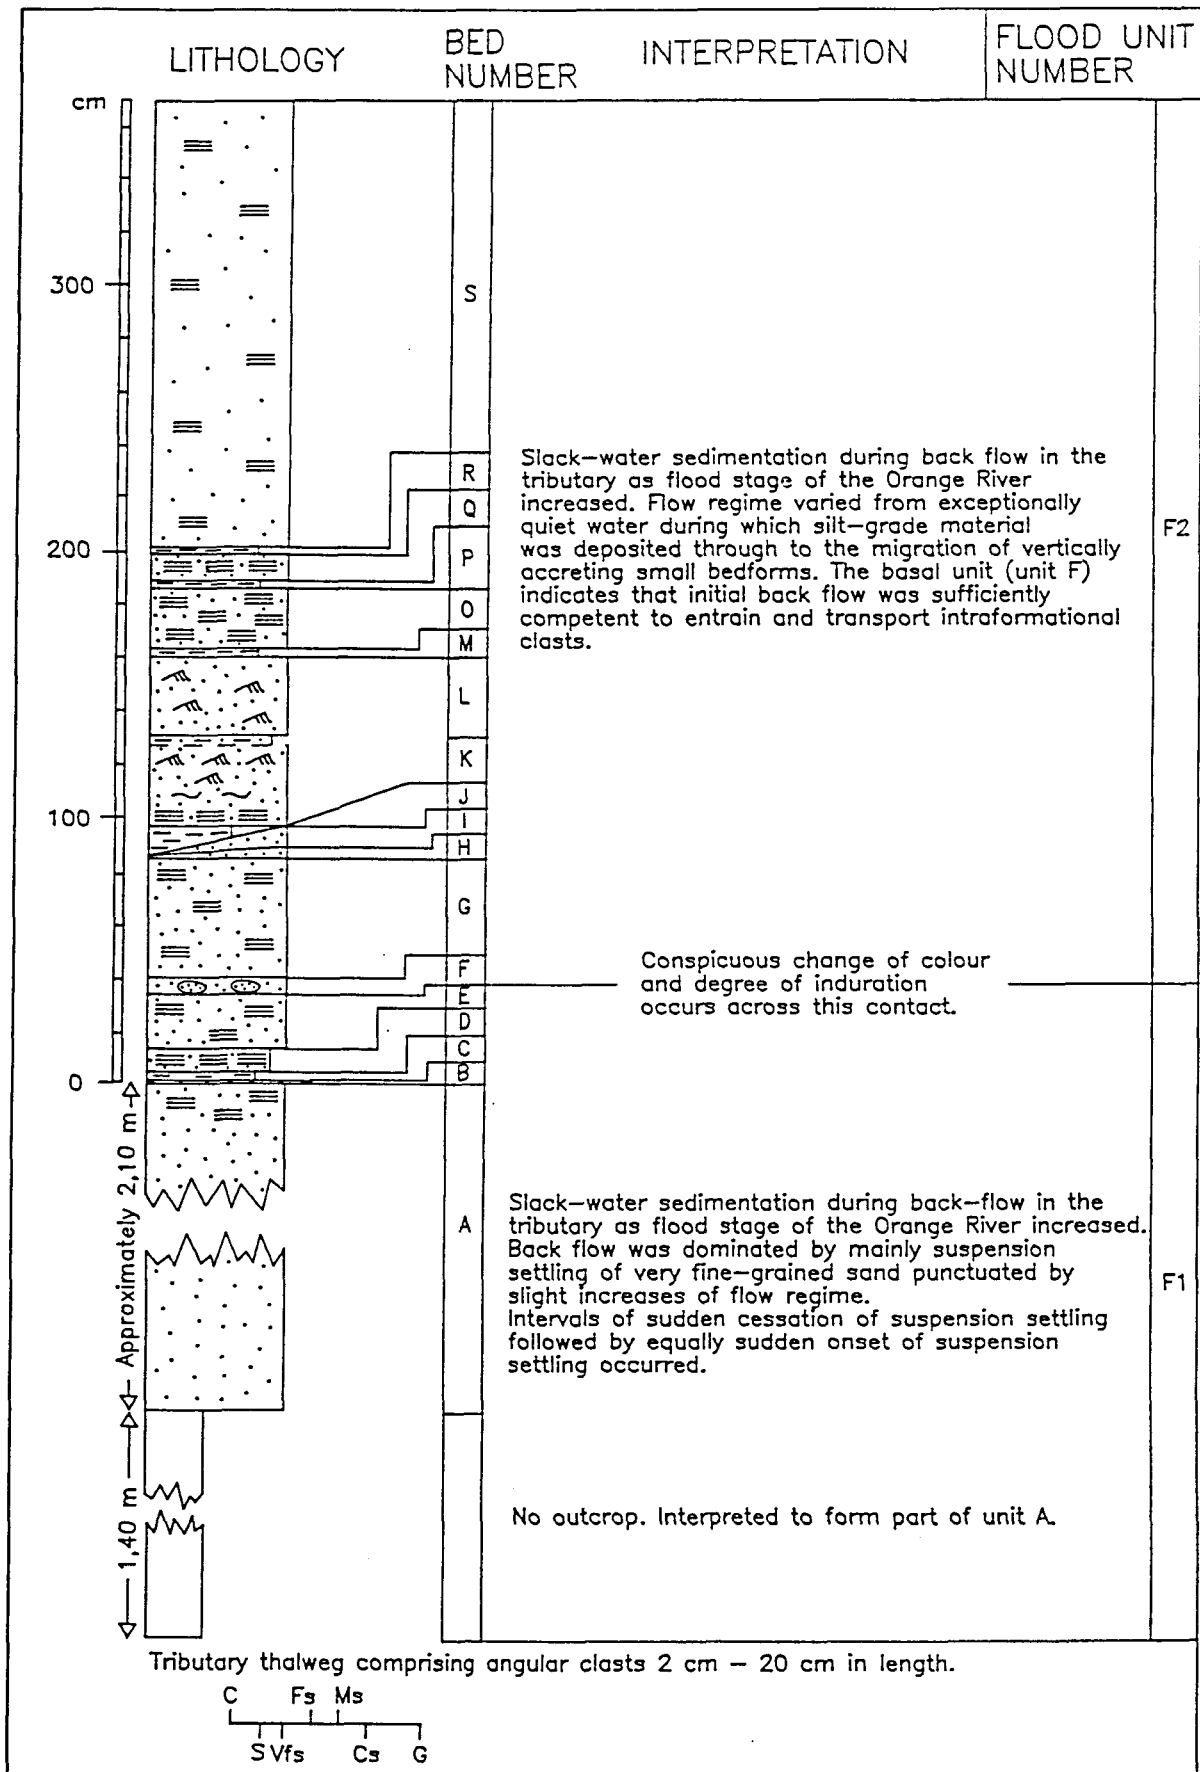 LITHOLOGY
BED
NUMBER
INTERPRETATION
FLOOD UNIT
NUMBER
cm
300
200
100
0
S
R
Q
P
O
M
L
K
J
I
H
G
F
E
D
C
B
A
Slack-water sedimentation during back flow in the
tributary as flood stage of the Orange River
increased. Flow regime varied from exceptionally
quiet water during which silt-grade material
was deposited through to the migration of vertically
accreting small bedforms. The basal unit (unit F)
indicates that initial back flow was sufficiently
competent to entrain and transport intraformational
clasts.
F2
Conspicuous change of colour
and degree of induration
occurs across this contact.
Approximately 2,10 m
Slack-water sedimentation during back-flow in the
tributary as flood stage of the Orange River increased.
Back flow was dominated by mainly suspension
settling of very fine-grained sand punctuated by
slight increases of flow regime.
Intervals of sudden cessation of suspension settling
followed by equally sudden onset of suspension
settling occurred.
F1
1,40 m
No outcrop. Interpreted to form part of unit A.
Tributary thalweg comprising angular clasts 2 cm – 20 cm in length.
C Fs Ms
S Vfs Cs G